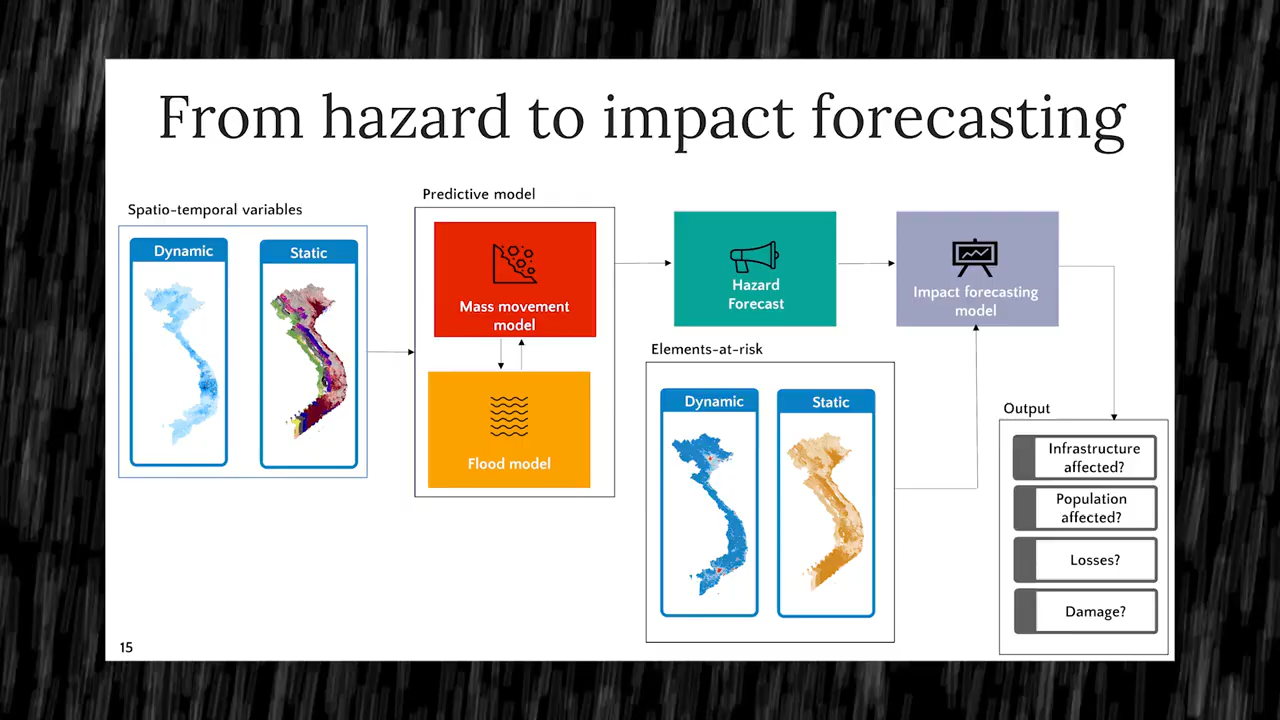 From hazard to impact forecasting
Spatio-temporal variables
Dynamic
Static
Predictive model
Mass movement
model
Flood model
Hazard
Forecast
Impact forecasting
model
Elements-at-risk
Dynamic
Static
Output
Infrastructure
affected?
Population
affected?
Losses?
Damage?
15